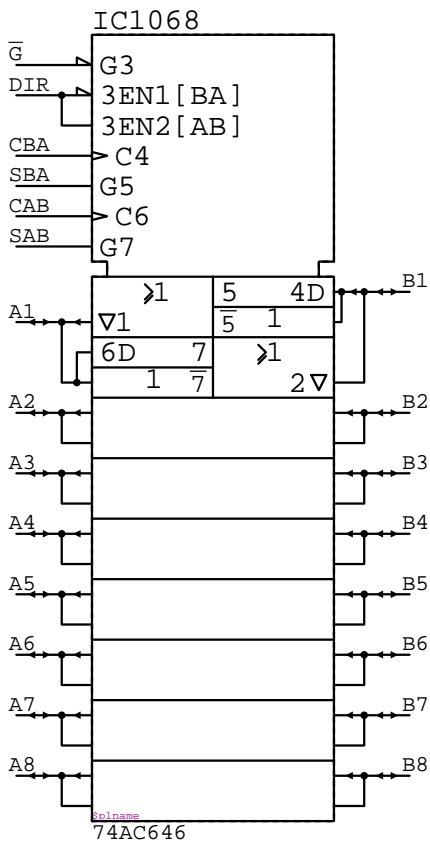 IC1068
G̅ G3
DIR 3EN1[BA]
3EN2[AB]
CBA C4
SBA G5
CAB C6
SAB G7
≥1 5 4D B1
A1 ▽1 5̅ 1
6D 7 ≥1
1 7̅ 2▽
A2 B2
A3 B3
A4 B4
A5 B5
A6 B6
A7 B7
A8 B8
$plname
74AC646